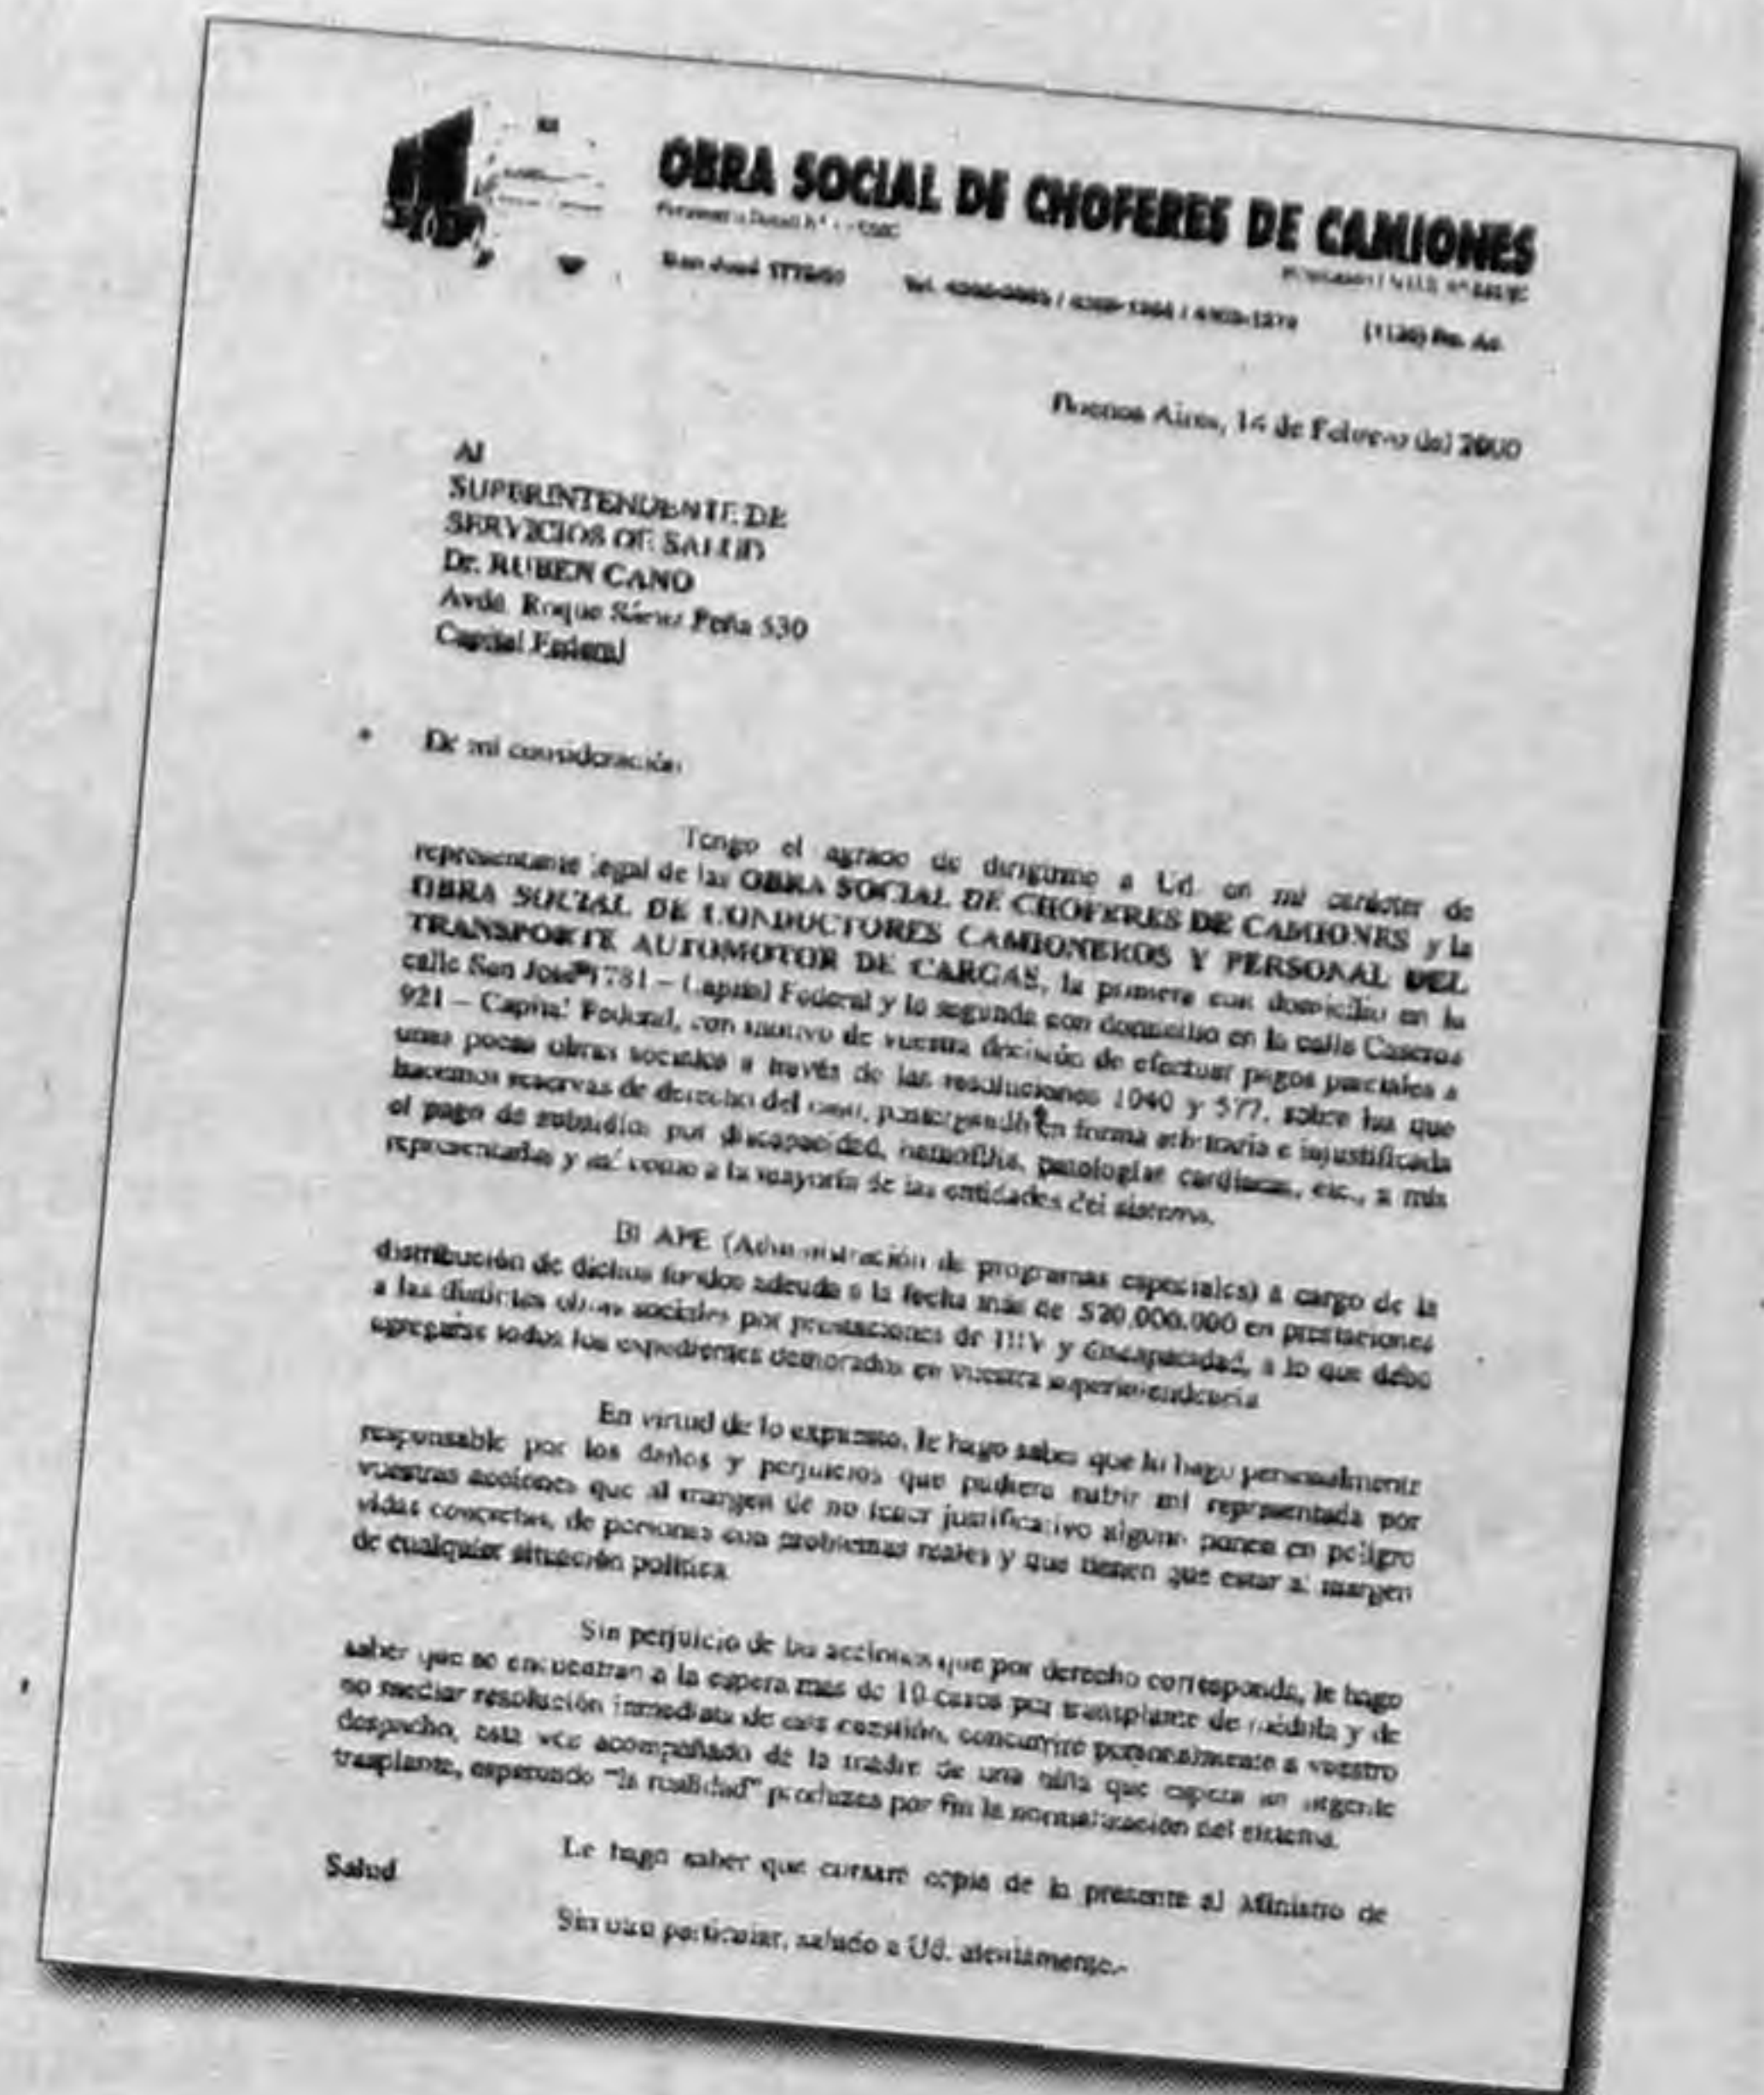 OBRA SOCIAL DE CHOFERES DE CAMIONES
San José
Buenos Aires, 14 de Febrero del 2000
Al
SUPERINTENDENTE DE
SERVICIOS DE SALUD
Dr. RUBEN CANO
Avda. Roque Sáenz Peña 530
Capital Federal
De mi consideración
Tengo el agrado de dirigirme a Ud. en mi carácter de
representante legal de las OBRA SOCIAL DE CHOFERES DE CAMIONES y la
OBRA SOCIAL DE CONDUCTORES CAMIONEROS Y PERSONAL DEL
TRANSPORTE AUTOMOTOR DE CARGAS, la primera con domicilio en la
calle San José 1781 – Capital Federal y la segunda con domicilio en la calle Caseros
921 – Capital Federal, con motivo de vuestra decisión de efectuar pagos parciales a
unas pocas obras sociales a través de las resoluciones 1040 y 577, sobre las que
hacemos reservas de derecho del caso, postergando en forma arbitraria e injustificada
el pago de subsidios por discapacidad, hemofilia, patologías cardíacas, etc., a mis
representadas y así como a la mayoría de las entidades del sistema.
El APE (Administración de programas especiales) a cargo de la
distribución de dichos fondos adeuda a la fecha más de $20.000.000 en prestaciones
a las distintas obras sociales por prestaciones de HIV y discapacidad, a lo que debo
agregarse todos los expedientes demorados en vuestra superintendencia
En virtud de lo expuesto, le hago saber que lo hago personalmente
responsable por los daños y perjuicios que pudiera sufrir mi representada por
vuestras acciones que al margen de no tener justificativo alguno ponen en peligro
vidas concretas, de personas con problemas reales y que tienen que estar al margen
de cualquier situación política
Sin perjuicio de las acciones que por derecho corresponda, le hago
saber que se encuentran a la espera mas de 10 casos por transplante de médula y de
no mediar resolución inmediata de esta cuestión, concurriré personalmente a vuestro
despacho, esta vez acompañado de la madre de una niña que espera un urgente
trasplante, esperando "la realidad" produzca por fin la normalización del sistema.
Le hago saber que cursaré copia de la presente al Ministro de
Salud
Sin otro particular, saludo a Ud. atentamente.-